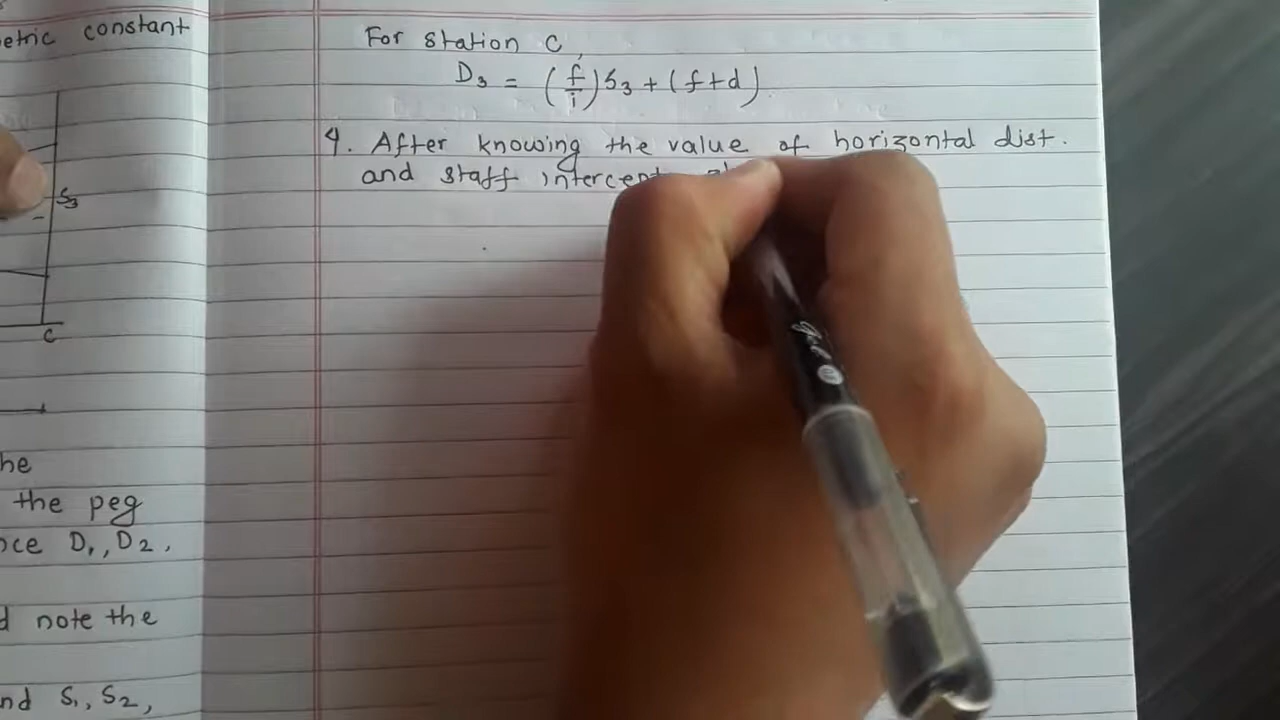 etric constant
S3
C
he
the peg
nce D1, D2,
d note the
nd S1, S2,
For station C,
D3 = (f/i)S3 + (f+d)
4. After knowing the value of horizontal dist.
and staff intercept